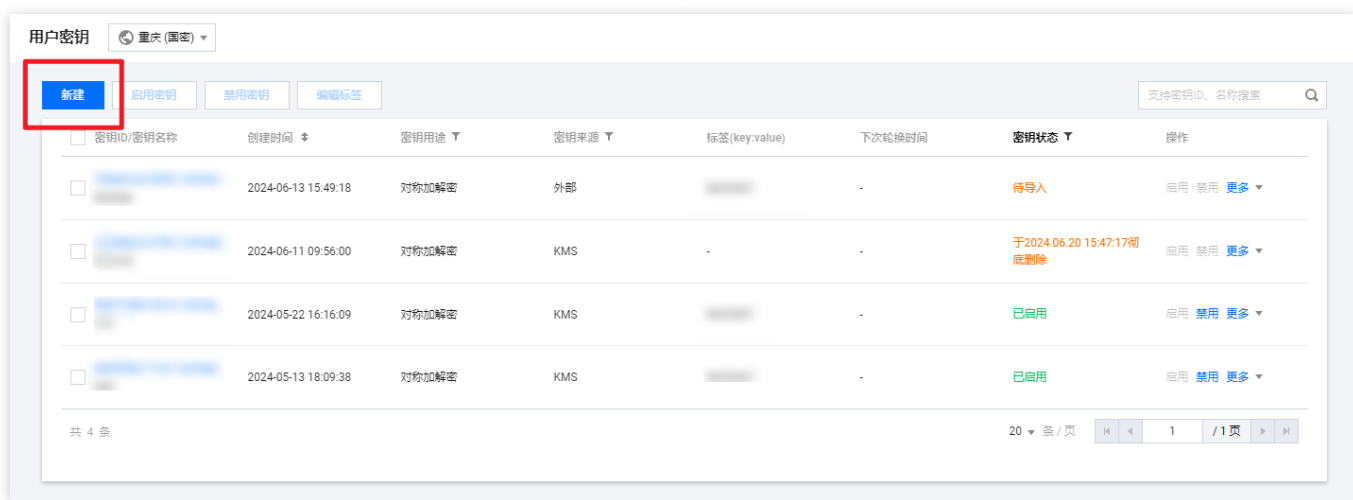 用户密钥 重庆 (国密)
新建 启用密钥 禁用密钥 编辑标签 支持密钥ID、名称搜索
密钥ID/密钥名称 创建时间 密钥用途 密钥来源 标签(key:value) 下次轮换时间 密钥状态 操作
2024-06-13 15:49:18 对称加解密 外部 - 待导入 启用 禁用 更多
2024-06-11 09:56:00 对称加解密 KMS - - 于2024.06.20 15:47:17彻 启用 禁用 更多
底删除
2024-05-22 16:16:09 对称加解密 KMS - 已启用 启用 禁用 更多
2024-05-13 18:09:38 对称加解密 KMS - 已启用 启用 禁用 更多
共 4 条 20 条 / 页 1 / 1 页